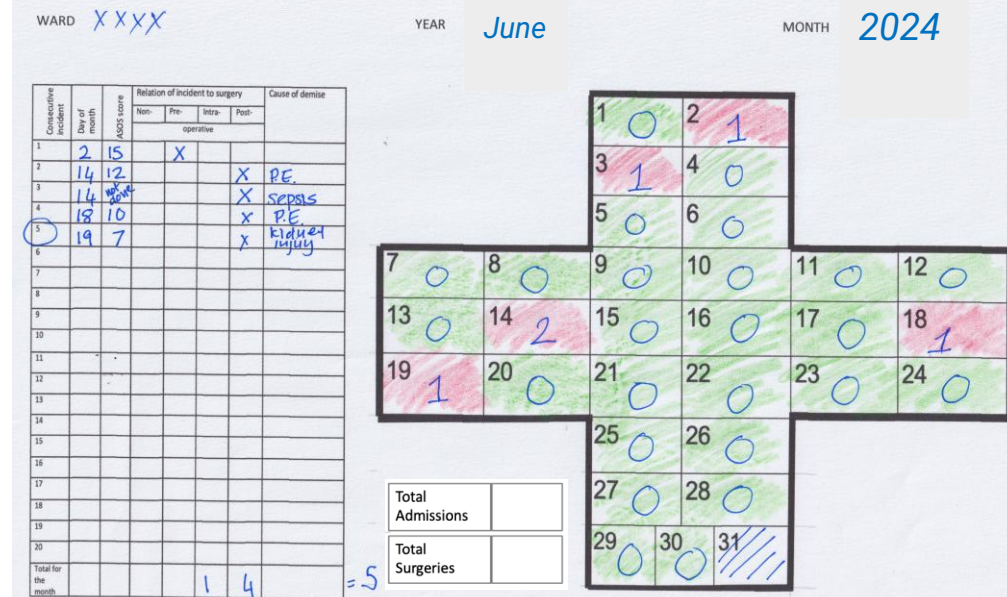 WARD XXXX YEAR June MONTH 2024
Consecutive incident Day of month ASOS score Relation of incident to surgery Cause of demise
Non- Pre- Intra- Post-
operative
1 2 15 X
2 14 12 X P.E.
3 14 not done X sepsis
4 18 10 X P.E.
5 19 7 X kidney injury
6
7
8
9
10
11
12
13
14
15
16
17
18
19
20
Total for the month 1 4 = 5
1 0 2 1
3 1 4 0
5 0 6 0
7 0 8 0 9 0 10 0 11 0 12 0
13 0 14 2 15 0 16 0 17 0 18 1
19 1 20 0 21 0 22 0 23 0 24 0
25 0 26 0
27 0 28 0
29 0 30 0 31
Total Admissions
Total Surgeries